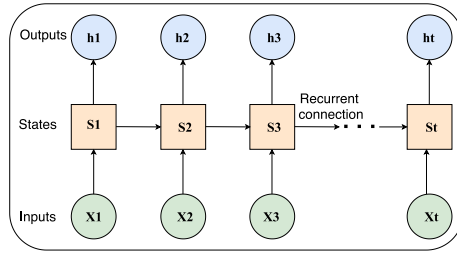 Outputs h1 h2 h3 ht
Recurrent
connection
States S1 S2 S3 St
Inputs X1 X2 X3 Xt